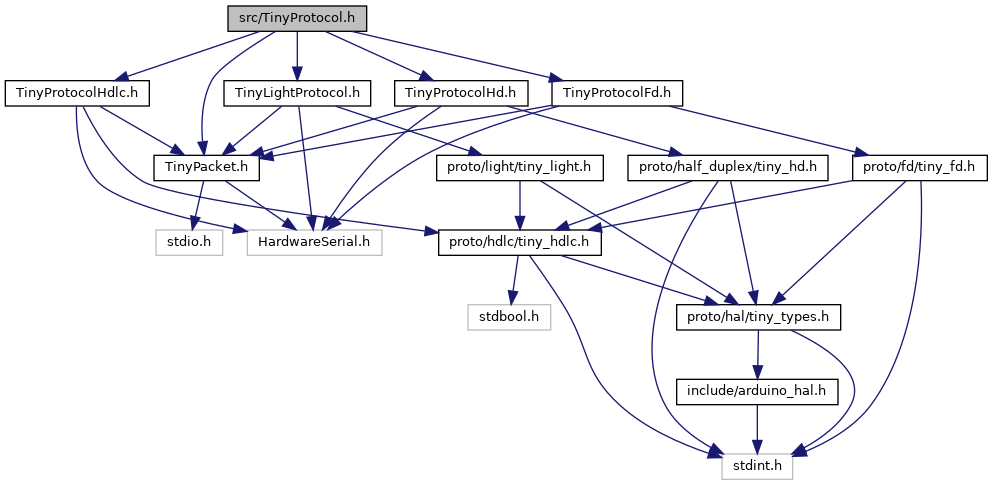 src/TinyProtocol.h
TinyProtocolHdlc.h
TinyLightProtocol.h
TinyProtocolHd.h
TinyProtocolFd.h
TinyPacket.h
proto/light/tiny_light.h
proto/half_duplex/tiny_hd.h
proto/fd/tiny_fd.h
stdio.h
HardwareSerial.h
proto/hdlc/tiny_hdlc.h
stdbool.h
proto/hal/tiny_types.h
include/arduino_hal.h
stdint.h